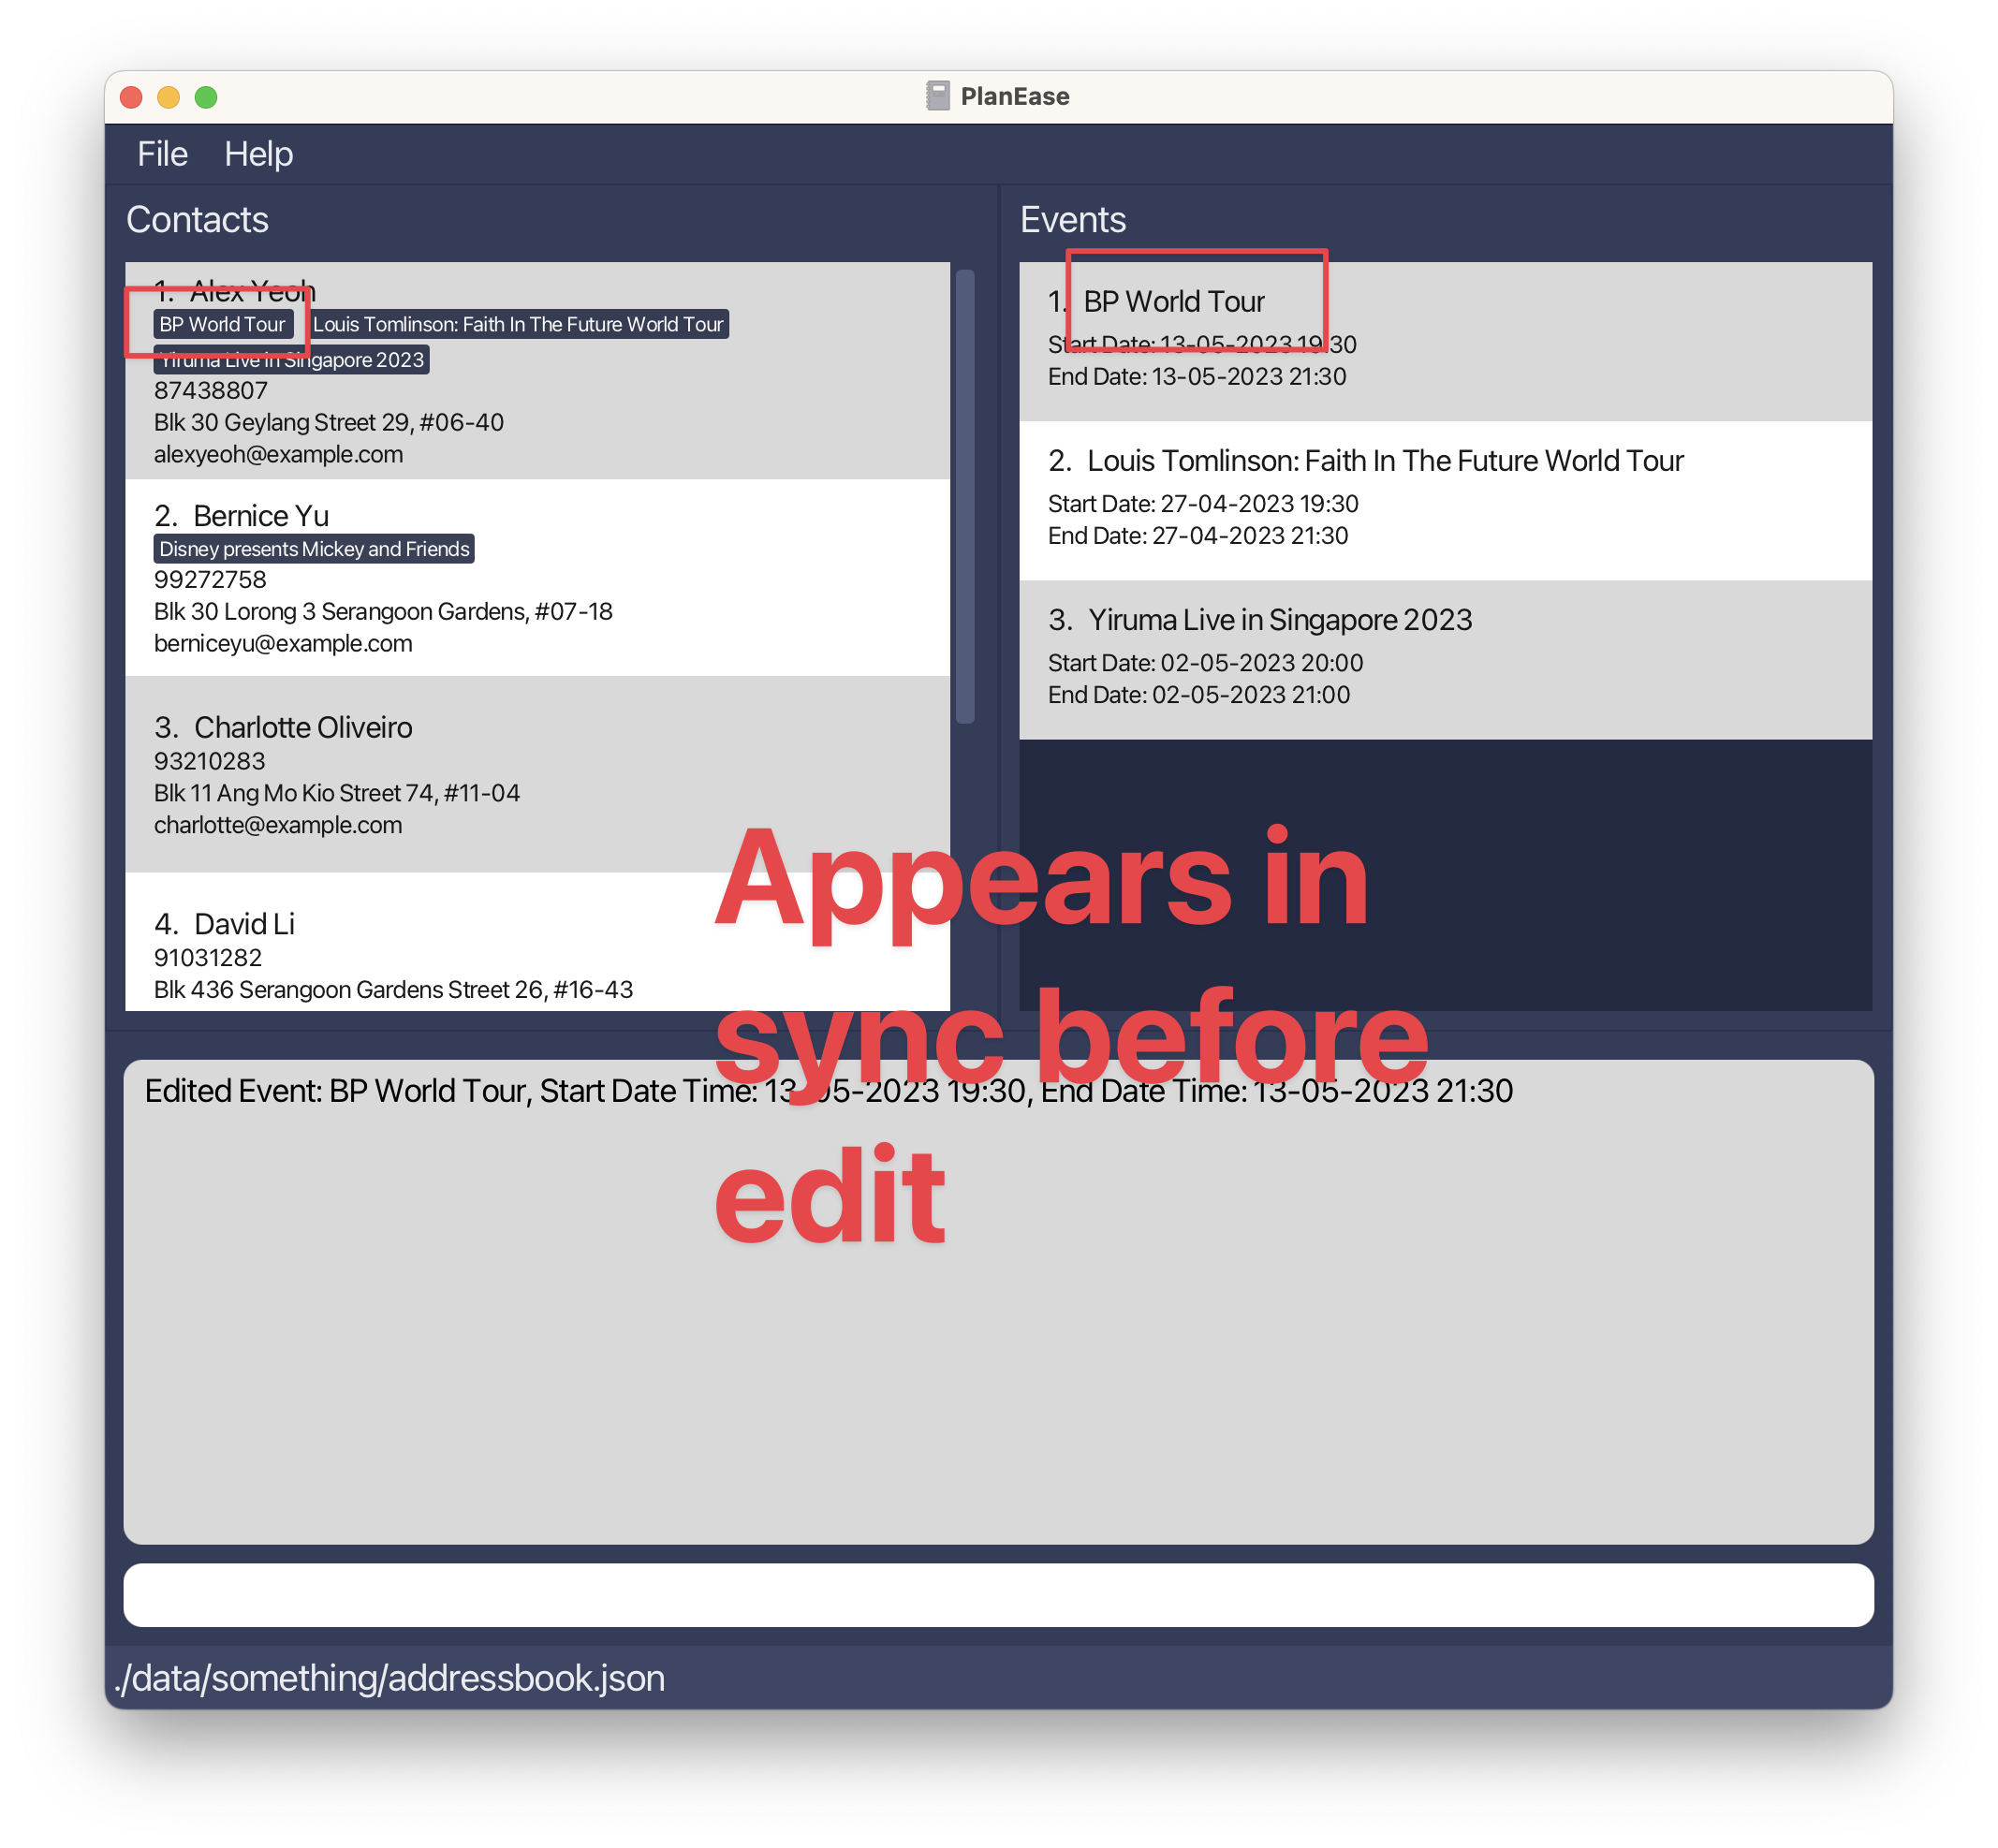 PlanEase
File Help
Contacts
1. Alex Yeoh
BP World Tour Louis Tomlinson: Faith In The Future World Tour
Yiruma Live in Singapore 2023
87438807
Blk 30 Geylang Street 29, #06-40
alexyeoh@example.com
2. Bernice Yu
Disney presents Mickey and Friends
99272758
Blk 30 Lorong 3 Serangoon Gardens, #07-18
berniceyu@example.com
3. Charlotte Oliveiro
93210283
Blk 11 Ang Mo Kio Street 74, #11-04
charlotte@example.com
4. David Li
91031282
Blk 436 Serangoon Gardens Street 26, #16-43
Events
1. BP World Tour
Start Date: 13-05-2023 19:30
End Date: 13-05-2023 21:30
2. Louis Tomlinson: Faith In The Future World Tour
Start Date: 27-04-2023 19:30
End Date: 27-04-2023 21:30
3. Yiruma Live in Singapore 2023
Start Date: 02-05-2023 20:00
End Date: 02-05-2023 21:00
Appears in
sync before
edit
Edited Event: BP World Tour, Start Date Time: 13-05-2023 19:30, End Date Time: 13-05-2023 21:30
./data/something/addressbook.json